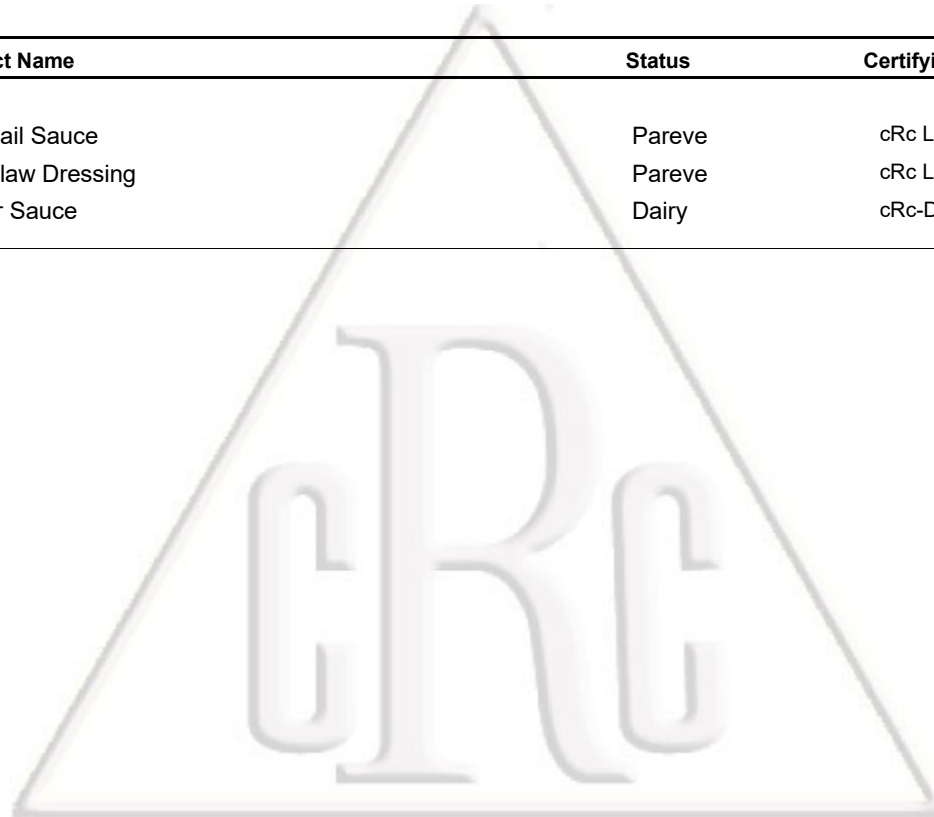 ct Name Status Certifyi
ail Sauce Pareve cRc L
law Dressing Pareve cRc L
r Sauce Dairy cRc-D
cRc